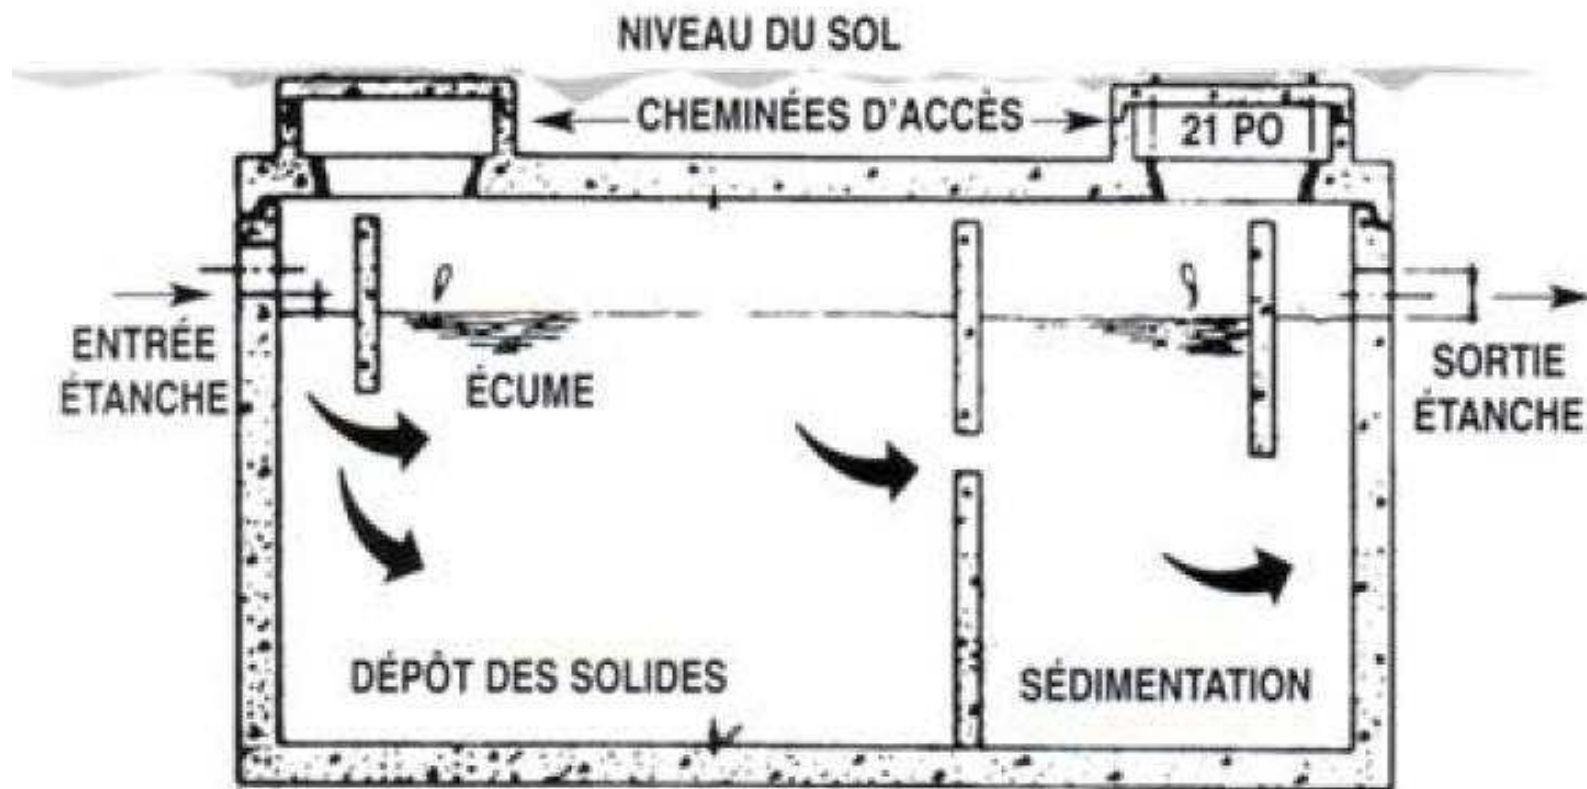 NIVEAU DU SOL
CHEMINÉES D'ACCÈS
21 PO
ENTRÉE
ÉTANCHE
ÉCUME
SORTIE
ÉTANCHE
DÉPÔT DES SOLIDES
SÉDIMENTATION